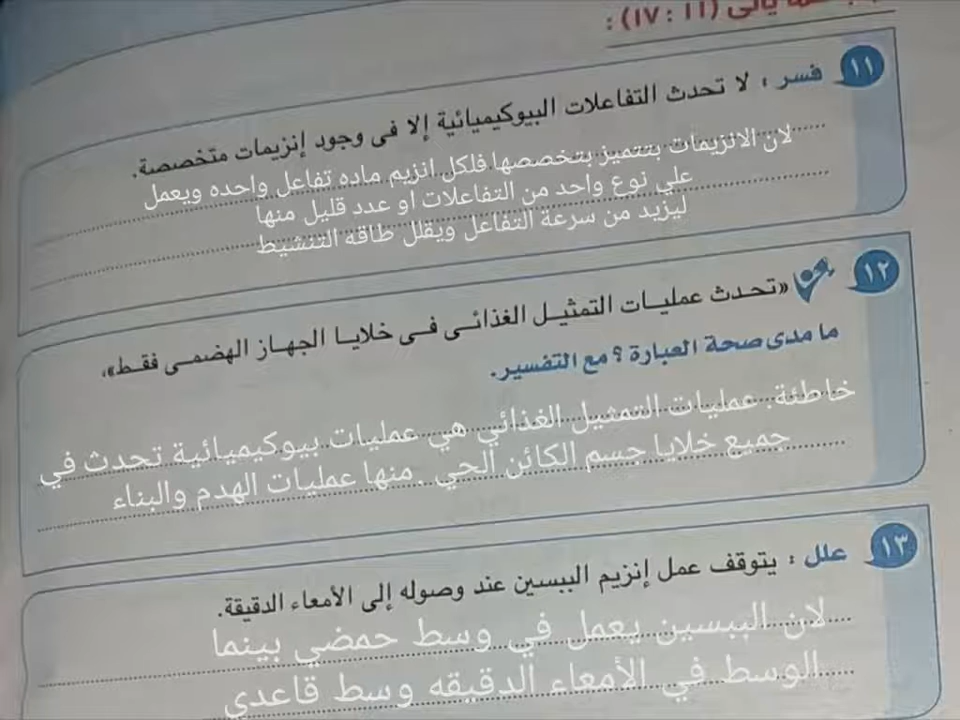 مما يأتى (١١ : ١٧) :
١١ فسر : لا تحدث التفاعلات البيوكيميائية إلا فى وجود إنزيمات متخصصة.
لان الانزيمات بتتميز بتخصصها فلكل انزيم ماده تفاعل واحده ويعمل
علي نوع واحد من التفاعلات او عدد قليل منها
ليزيد من سرعة التفاعل ويقلل طاقه التنشيط
١٢ «تحدث عمليات التمثيل الغذائى فى خلايا الجهاز الهضمى فقط»،
ما مدى صحة العبارة ؟ مع التفسير.
خاطئة. عمليات التمثيل الغذائي هي عمليات بيوكيميائية تحدث في
جميع خلايا جسم الكائن الحي . منها عمليات الهدم والبناء
١٣ علل : يتوقف عمل إنزيم الببسين عند وصوله إلى الأمعاء الدقيقة.
لان الببسين يعمل في وسط حمضي بينما
الوسط في الأمعاء الدقيقه وسط قاعدي